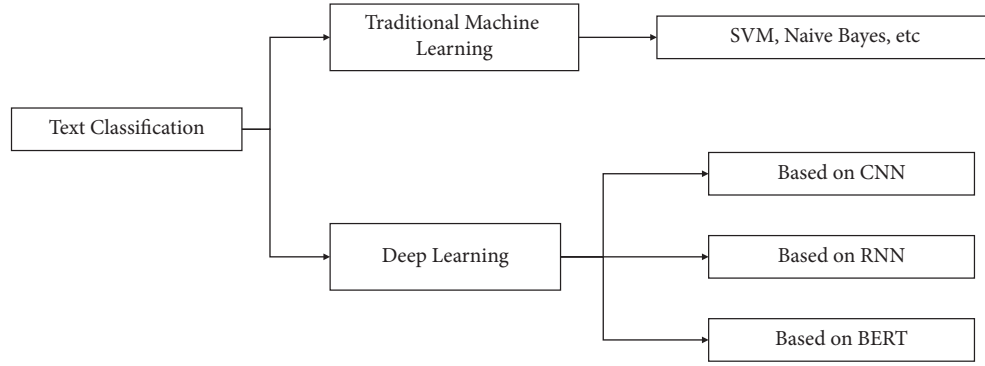 Text Classification
Traditional Machine
Learning
SVM, Naive Bayes, etc
Deep Learning
Based on CNN
Based on RNN
Based on BERT